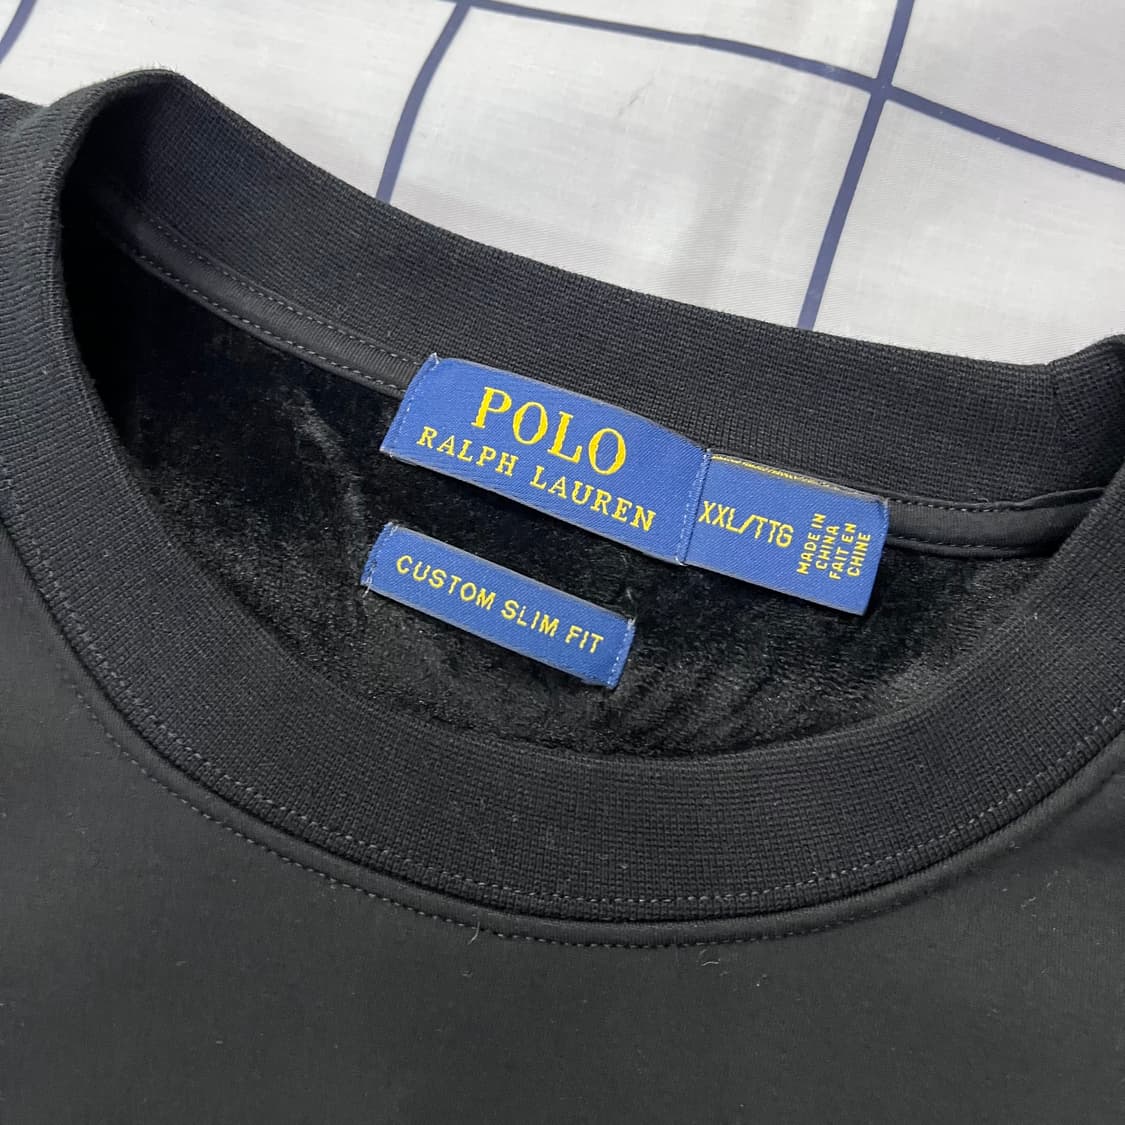 POLO
RALPH LAUREN
XXL/TTG
MADE IN
CHINA
FAIT EN
CHINE
CUSTOM SLIM FIT